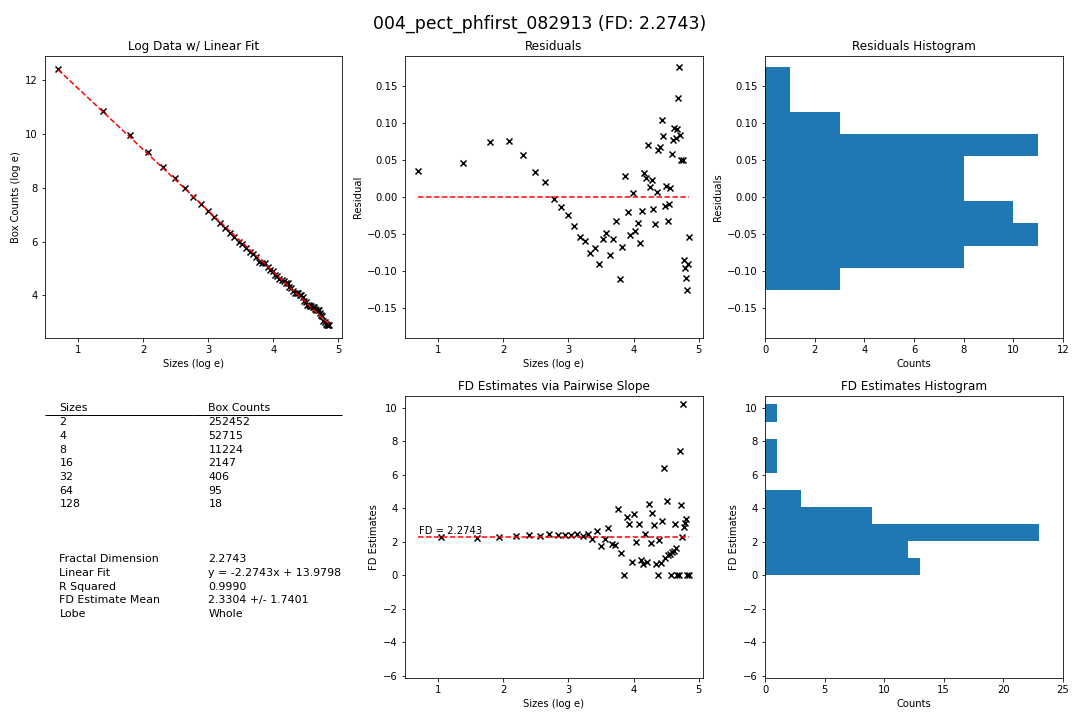 004_pect_phfirst_082913 (FD: 2.2743)
Log Data w/ Linear Fit
12
10
8
6
4
1 2 3 4 5
Box Counts (log e)
Sizes (log e)
Residuals
0.15
0.10
0.05
0.00
−0.05
−0.10
−0.15
1 2 3 4 5
Residual
Sizes (log e)
Residuals Histogram
0.15
0.10
0.05
0.00
−0.05
−0.10
−0.15
0 2 4 6 8 10 12
Residuals
Counts
Sizes Box Counts
2 252452
4 52715
8 11224
16 2147
32 406
64 95
128 18
Fractal Dimension 2.2743
Linear Fit y = -2.2743x + 13.9798
R Squared 0.9990
FD Estimate Mean 2.3304 +/- 1.7401
Lobe Whole
FD Estimates via Pairwise Slope
10
8
6
4
2
0
−2
−4
−6
FD = 2.2743
1 2 3 4 5
FD Estimates
Sizes (log e)
FD Estimates Histogram
10
8
6
4
2
0
−2
−4
−6
0 5 10 15 20 25
FD Estimates
Counts